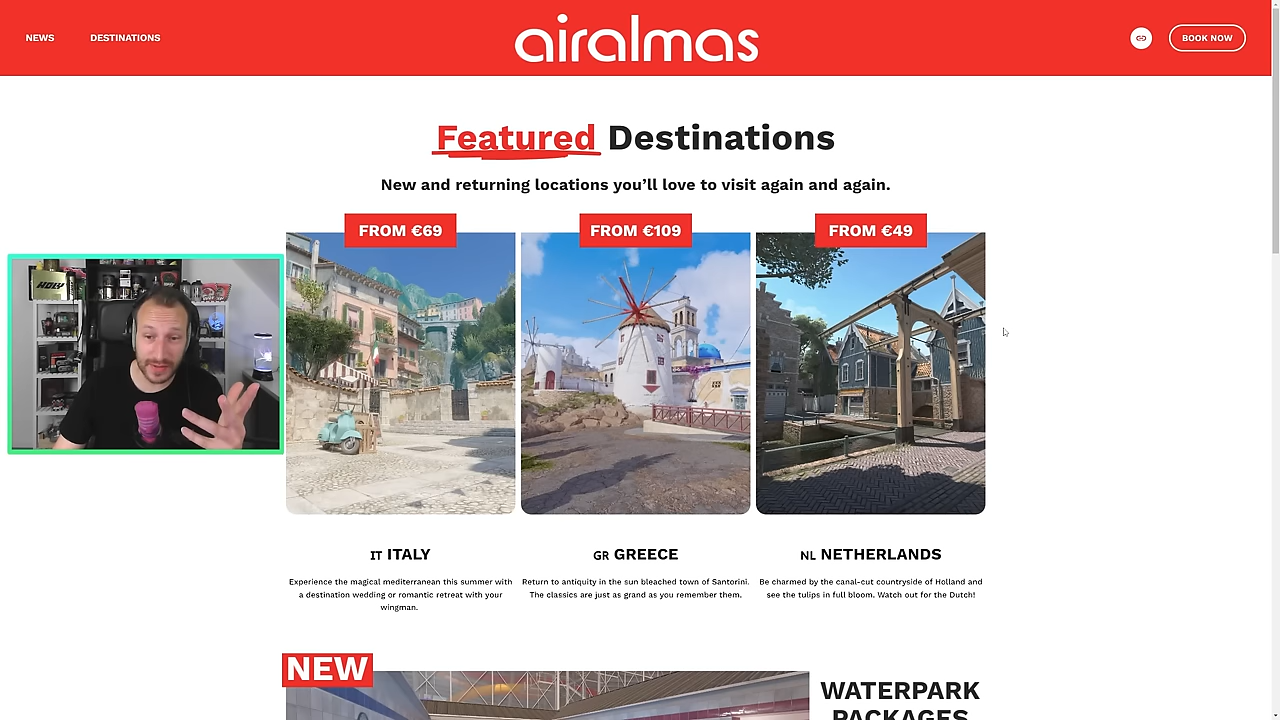 NEWS
DESTINATIONS
airalmas
BOOK NOW
Featured Destinations
New and returning locations you'll love to visit again and again.
FROM €69
FROM €109
FROM €49
HOLY
IT ITALY
GR GREECE
NL NETHERLANDS
Experience the magical mediterranean this summer with
a destination wedding or romantic retreat with your
wingman.
Return to antiquity in the sun bleached town of Santorini.
The classics are just as grand as you remember them.
Be charmed by the canal-cut countryside of Holland and
see the tulips in full bloom. Watch out for the Dutch!
NEW
WATERPARK
PACKAGES